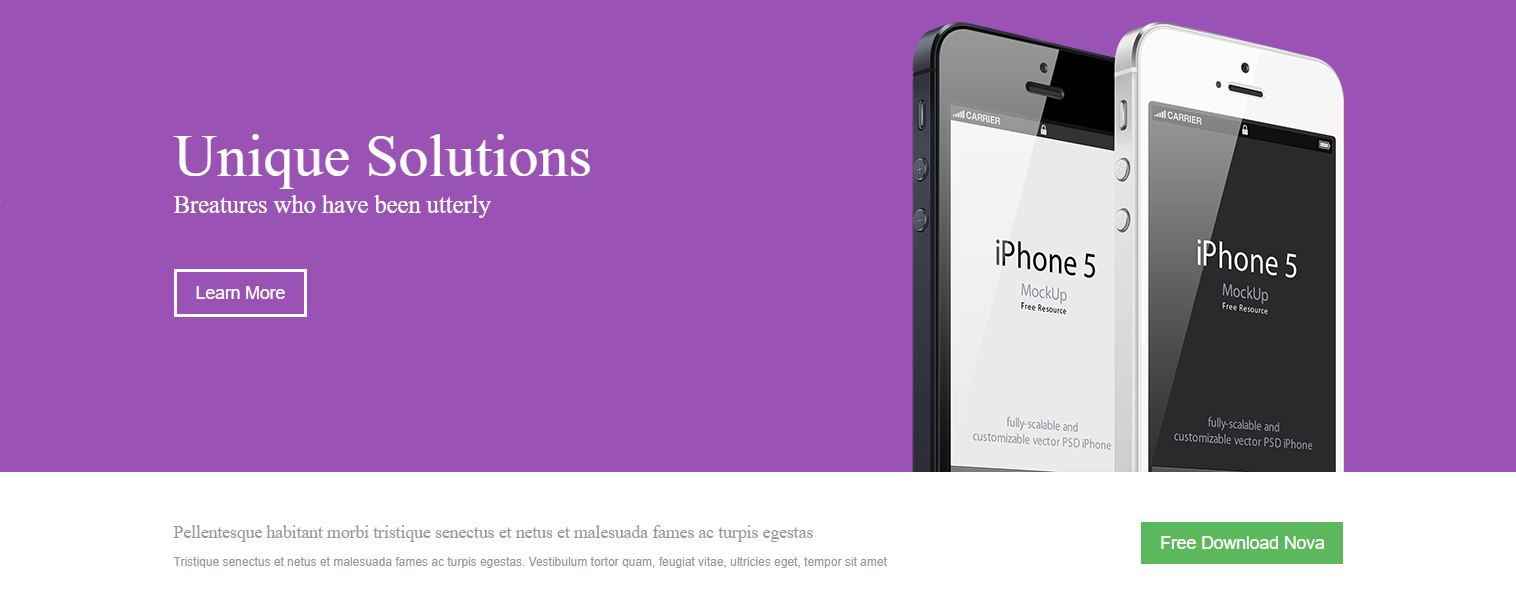 Unique Solutions
Breatures who have been utterly
Learn More
CARRIER
iPhone 5
MockUp
Free Resource
fully-scalable and
customizable vector PSD iPhone
CARRIER
iPhone 5
MockUp
Free Resource
fully-scalable and
customizable vector PSD iPhone
Pellentesque habitant morbi tristique senectus et netus et malesuada fames ac turpis egestas
Tristique senectus et netus et malesuada fames ac turpis egestas. Vestibulum tortor quam, feugiat vitae, ultricies eget, tempor sit amet
Free Download Nova